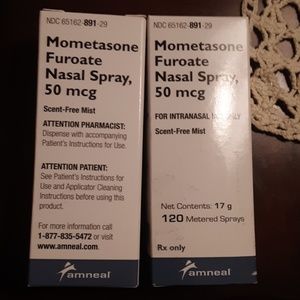 NDC 65162-891-29
Mometasone
Furoate
Nasal Spray,
50 mcg
Scent-Free Mist
ATTENTION PHARMACIST:
Dispense with accompanying
Patient's Instructions for Use.
ATTENTION PATIENT:
See Patient's Instructions for
Use and Applicator Cleaning
Instructions before using this
product.
For more information call
1-877-835-5472 or visit
www.amneal.com
amneal
NDC 65162-891-29
Mometasone
Furoate
Nasal Spray,
50 mcg
FOR INTRANASAL ONLY
Scent-Free Mist
Net Contents: 17 g
120 Metered Sprays
Rx only
amneal